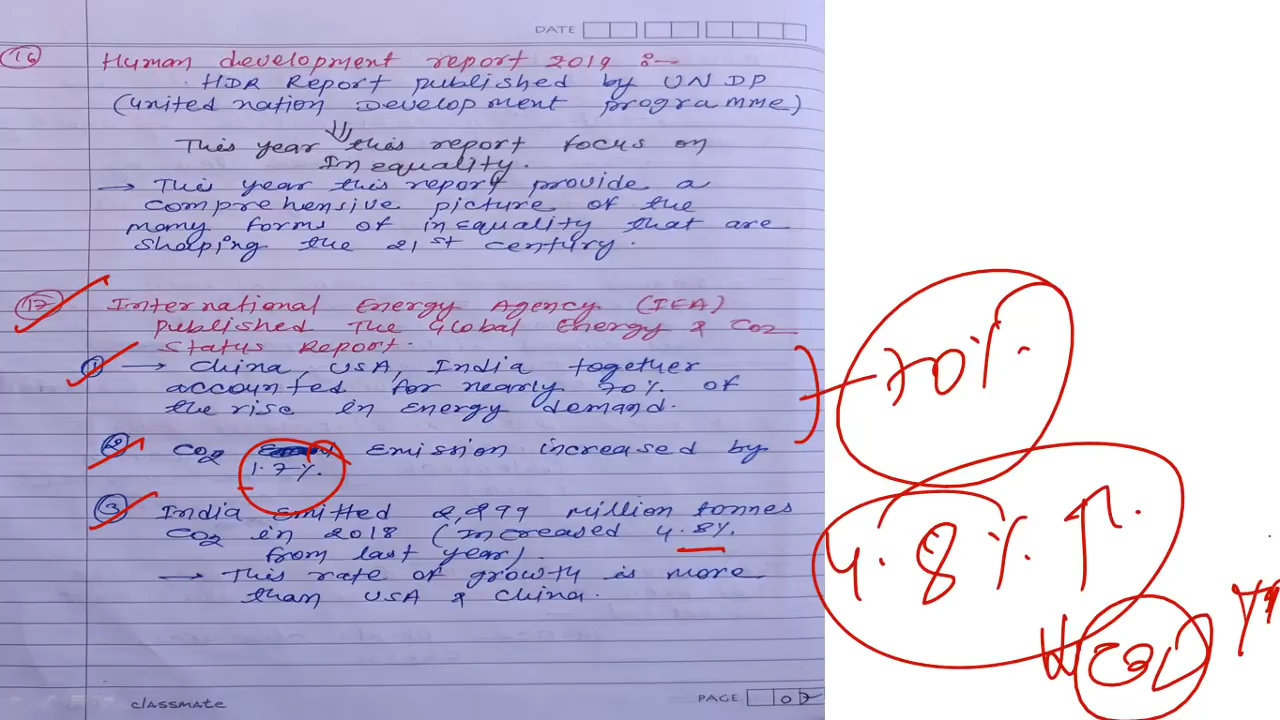 DATE
16 Human development report 2019 :-
HDR Report published by UNDP
(United nation Development programme)
This year this report focus on
Inequality.
→ This year this report provide a
comprehensive picture of the
many forms of inequality that are
shaping the 21st century.
17 International Energy Agency (IEA)
published The Global Energy & CO2
Status Report.
1 → China, USA, India together
accounted for nearly 70% of
the rise in energy demand.
70%
2 CO2 Emission increased by
1.7%.
3 India Emitted 2,299 million tonnes
CO2 in 2018 (Increased 4.8%.
from last year).
4.8% ↑.
→ This rate of growth is more
than USA & China.
classmate
PAGE 07